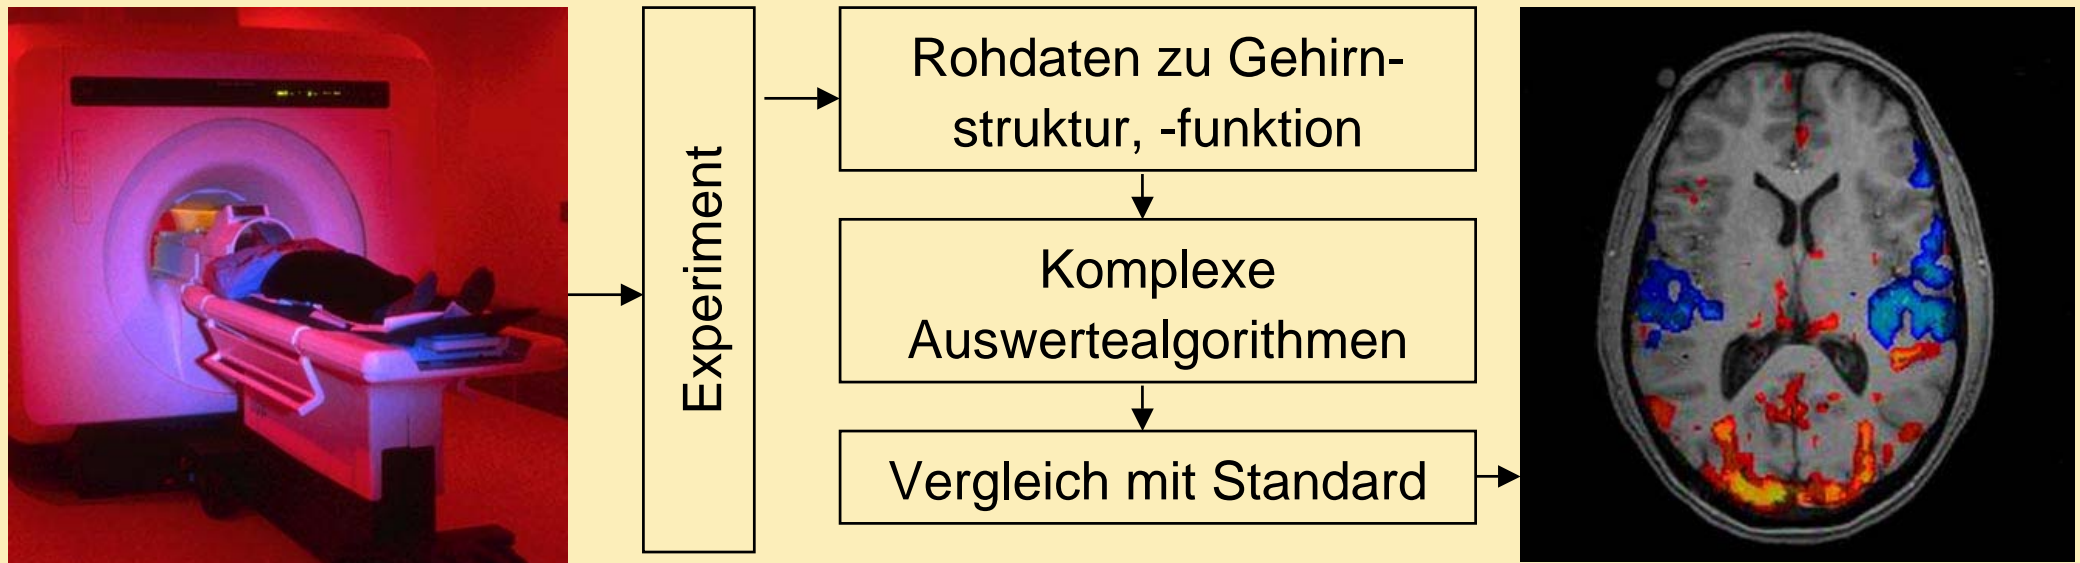 Experiment
Rohdaten zu Gehirn-
struktur, -funktion
Komplexe
Auswertealgorithmen
Vergleich mit Standard